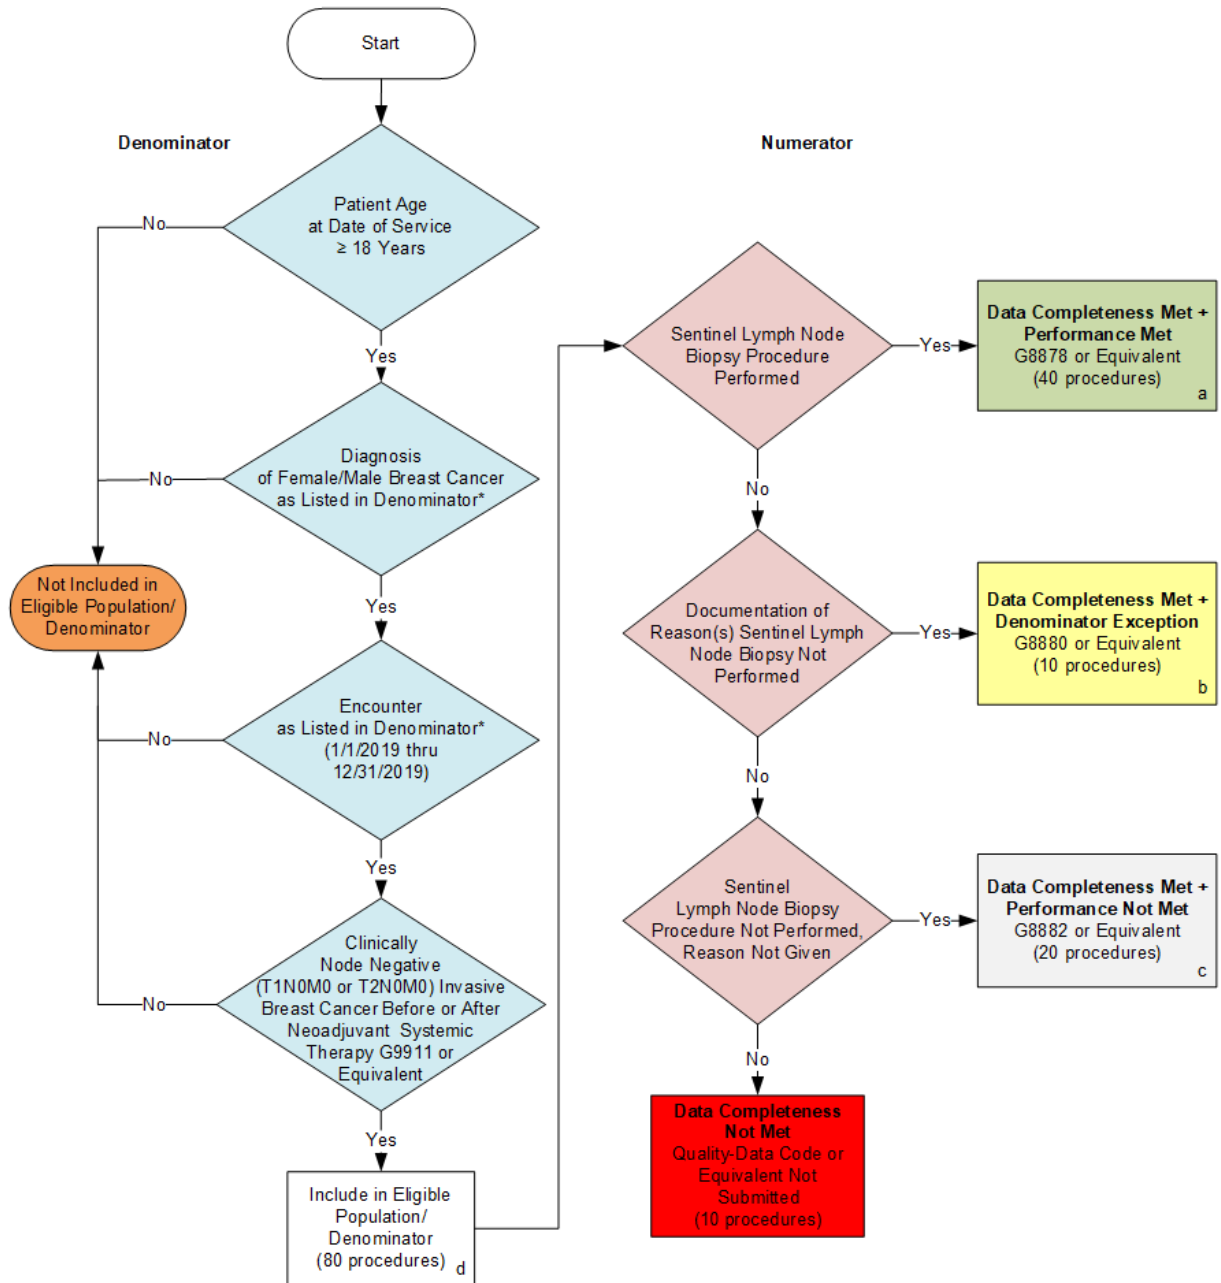 Start
Denominator
Patient Age
at Date of Service
≥ 18 Years
No
Yes
Diagnosis
of Female/Male Breast Cancer
as Listed in Denominator*
No
Yes
Not Included in
Eligible Population/
Denominator
Encounter
as Listed in Denominator*
(1/1/2019 thru
12/31/2019)
No
Yes
Clinically
Node Negative
(T1N0M0 or T2N0M0) Invasive
Breast Cancer Before or After
Neoadjuvant Systemic
Therapy G9911 or
Equivalent
No
Yes
Include in Eligible
Population/
Denominator
(80 procedures)
d
Numerator
Sentinel Lymph Node
Biopsy Procedure
Performed
Yes
Data Completeness Met +
Performance Met
G8878 or Equivalent
(40 procedures)
a
No
Documentation of
Reason(s) Sentinel Lymph
Node Biopsy Not
Performed
Yes
Data Completeness Met +
Denominator Exception
G8880 or Equivalent
(10 procedures)
b
No
Sentinel
Lymph Node Biopsy
Procedure Not Performed,
Reason Not Given
Yes
Data Completeness Met +
Performance Not Met
G8882 or Equivalent
(20 procedures)
c
No
Data Completeness
Not Met
Quality-Data Code or
Equivalent Not
Submitted
(10 procedures)